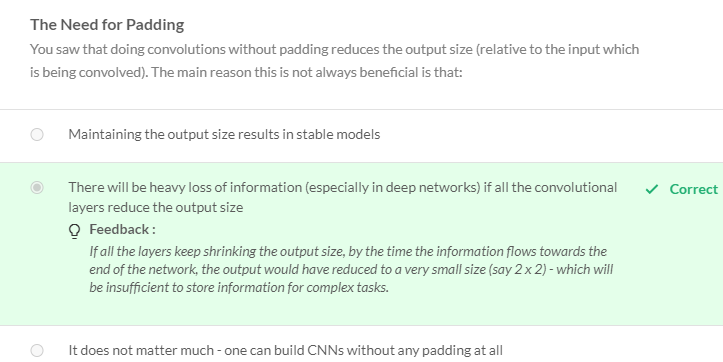 The Need for Padding
You saw that doing convolutions without padding reduces the output size (relative to the input which
is being convolved). The main reason this is not always beneficial is that:
Maintaining the output size results in stable models
There will be heavy loss of information (especially in deep networks) if all the convolutional
layers reduce the output size
Correct
Feedback :
If all the layers keep shrinking the output size, by the time the information flows towards the
end of the network, the output would have reduced to a very small size (say 2 x 2) - which will
be insufficient to store information for complex tasks.
It does not matter much - one can build CNNs without any padding at all